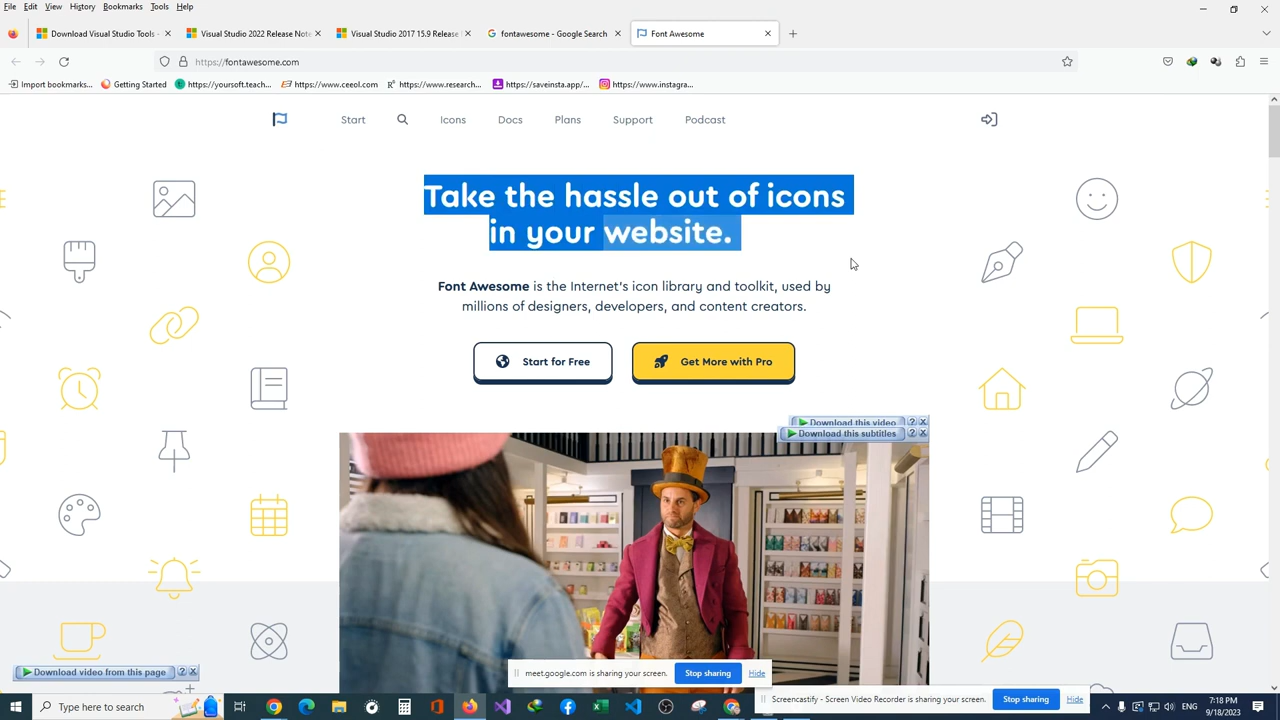 File Edit View History Bookmarks Tools Help
Download Visual Studio Tools -
Visual Studio 2022 Release Not
Visual Studio 2017 15.9 Release
fontawesome - Google Search
Font Awesome
https://fontawesome.com
Import bookmarks...
Getting Started
https://yoursoft.teach...
https://www.ceeol.com
https://www.research...
https://saveinsta.app/...
https://www.instagra...
Start
Icons
Docs
Plans
Support
Podcast
Take the hassle out of icons
in your website.
Font Awesome is the Internet's icon library and toolkit, used by
millions of designers, developers, and content creators.
Start for Free
Get More with Pro
Download this video
Download this subtitles
Download video from this page
meet.google.com is sharing your screen.
Stop sharing
Hide
Screencastify - Screen Video Recorder is sharing your screen.
Stop sharing
Hide
Type here to search
ENG
7:18 PM
9/18/2023